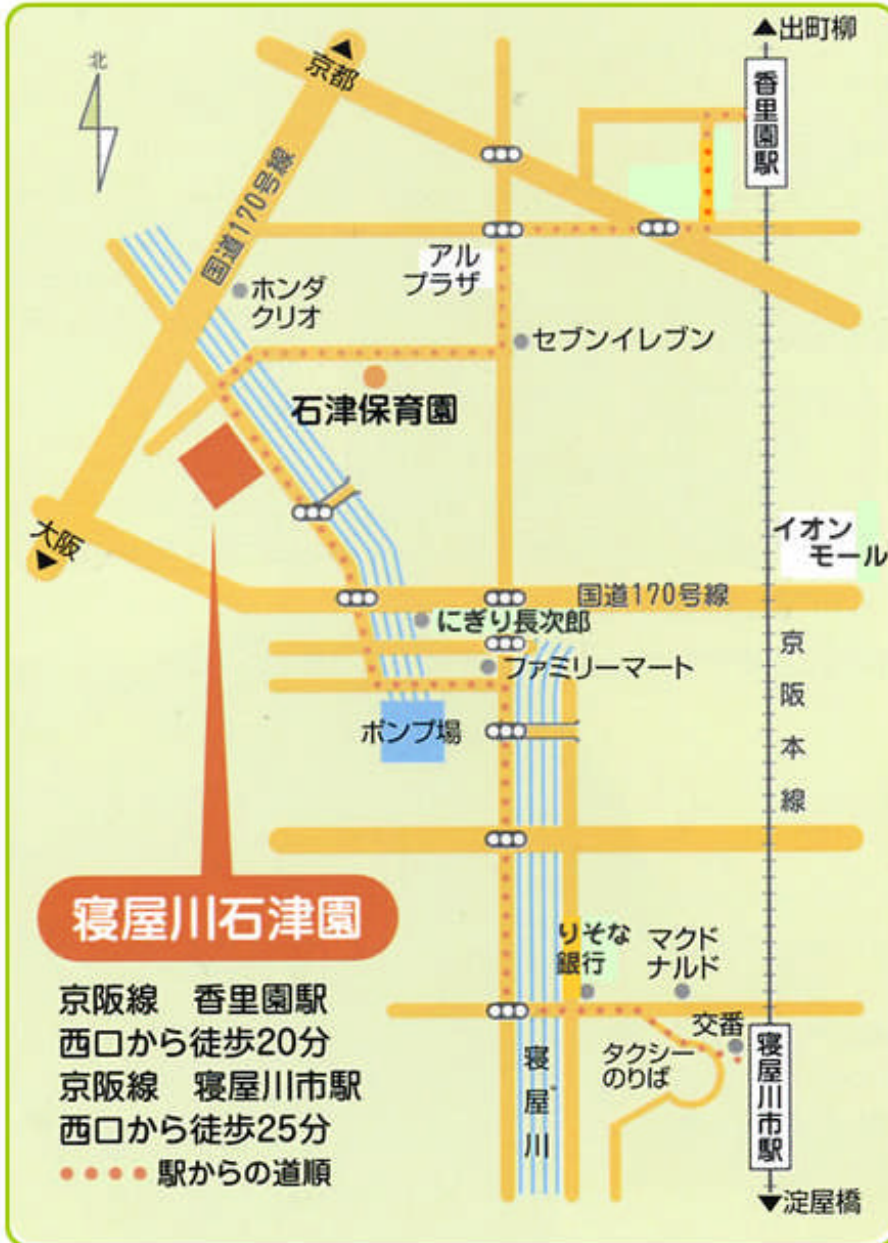 ▲出町柳
北
京都
香里園駅
国道170号線
アル
プラザ
ホンダ
クリオ
セブンイレブン
石津保育園
大阪
イオン
モール
国道170号線
にぎり長次郎
ファミリーマート
京阪本線
ポンプ場
寝屋川石津園
りそな
銀行
マクド
ナルド
交番
タクシー
のりば
寝屋川
寝屋川市駅
京阪線 香里園駅
西口から徒歩20分
京阪線 寝屋川市駅
西口から徒歩25分
駅からの道順
▼淀屋橋